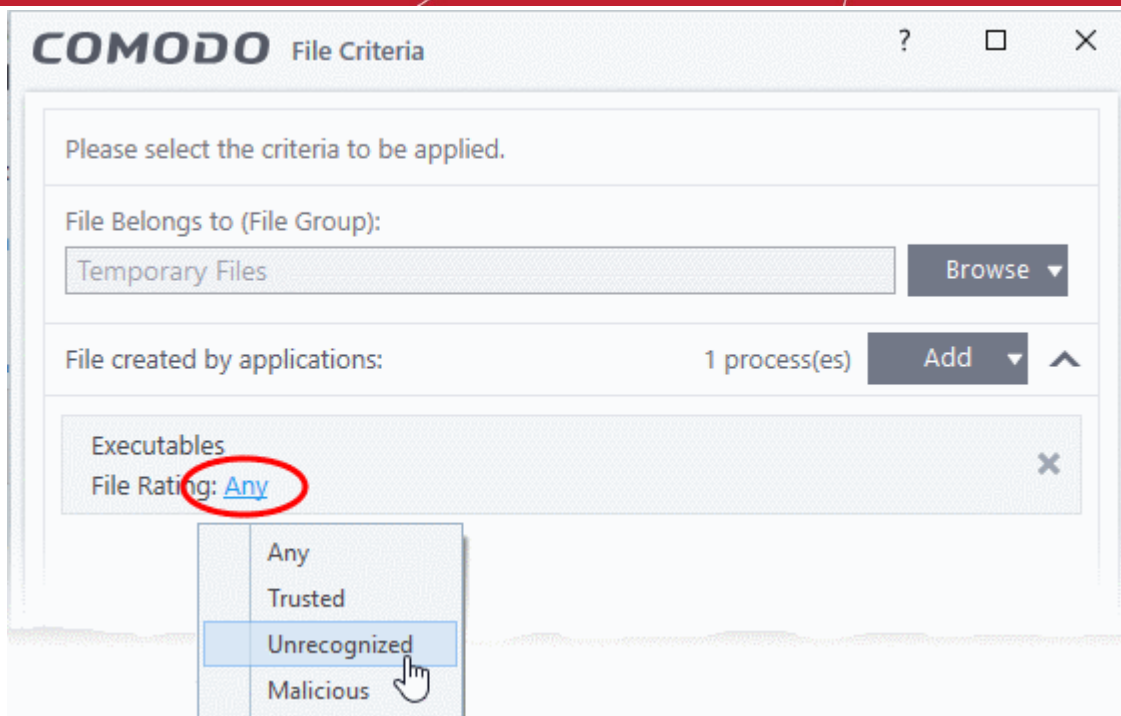 COMODO File Criteria ?
Please select the criteria to be applied.
File Belongs to (File Group):
Temporary Files Browse
File created by applications: 1 process(es) Add
Executables
File Rating: Any
Any
Trusted
Unrecognized
Malicious